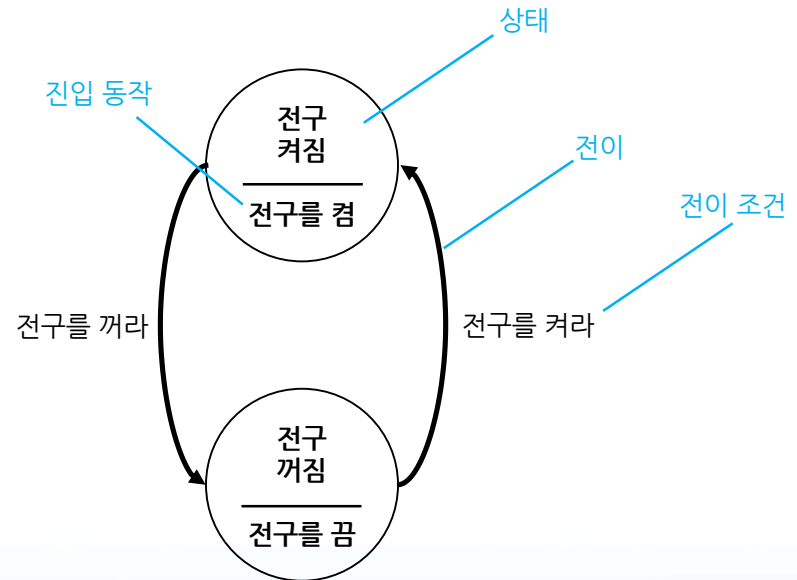 상태
진입 동작
전구
켜짐
전이
전구를 켬
전이 조건
전구를 꺼라
전구를 켜라
전구
꺼짐
전구를 끔